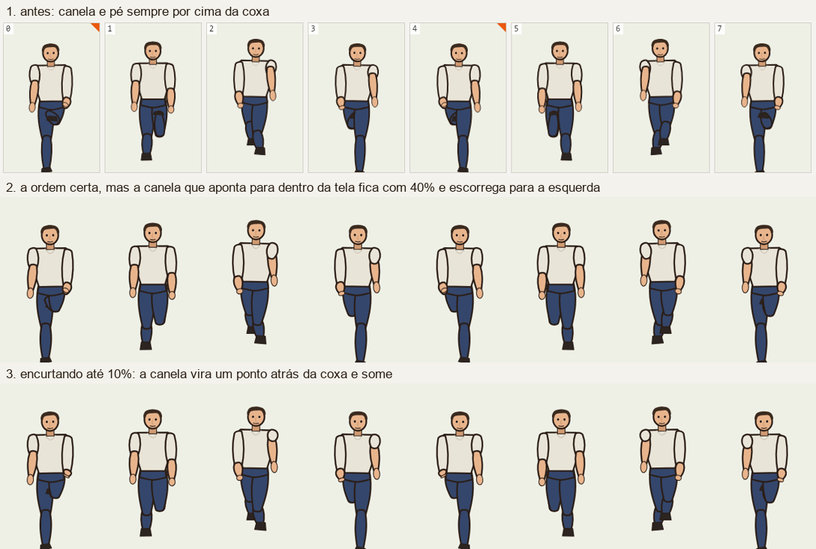 1. antes: canela e pé sempre por cima da coxa
0 1 2 3 4 5 6 7
2. a ordem certa, mas a canela que aponta para dentro da tela fica com 40% e escorrega para a esquerda
3. encurtando até 10%: a canela vira um ponto atrás da coxa e some